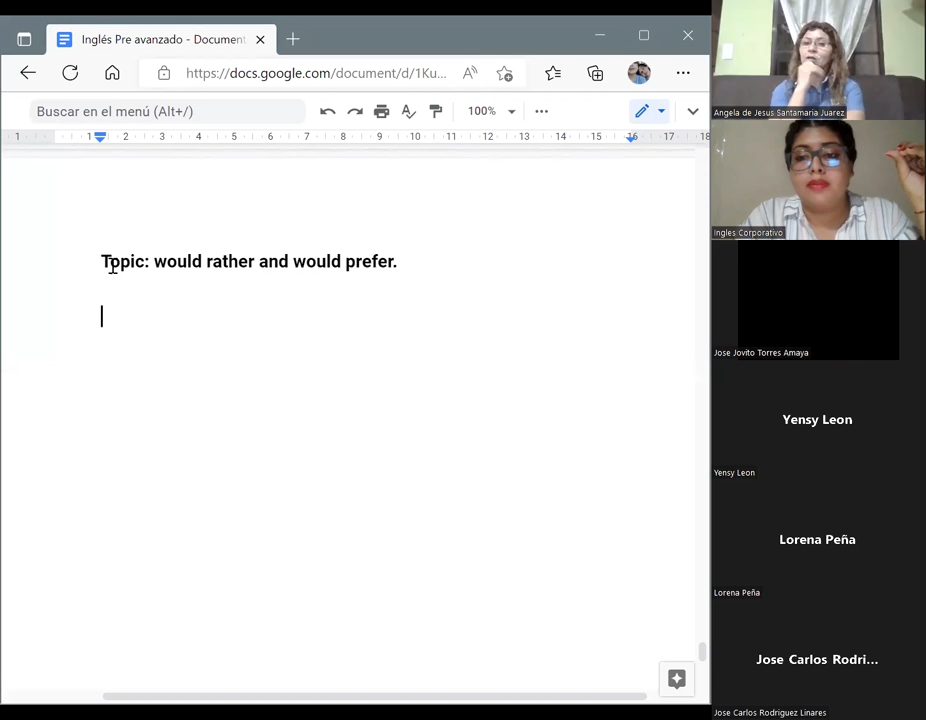 Inglés Pre avanzado - Document
https://docs.google.com/document/d/1Ku...
Buscar en el menú (Alt+/)
100%
1 1 2 3 4 5 6 7 8 9 10 11 12 13 14 15 16 17 18
Topic: would rather and would prefer.
Angela de Jesus Santamaria Juarez
Ingles Corporativo
Jose Jovito Torres Amaya
Yensy Leon
Yensy Leon
Lorena Peña
Lorena Peña
Jose Carlos Rodri...
Jose Carlos Rodriguez Linares